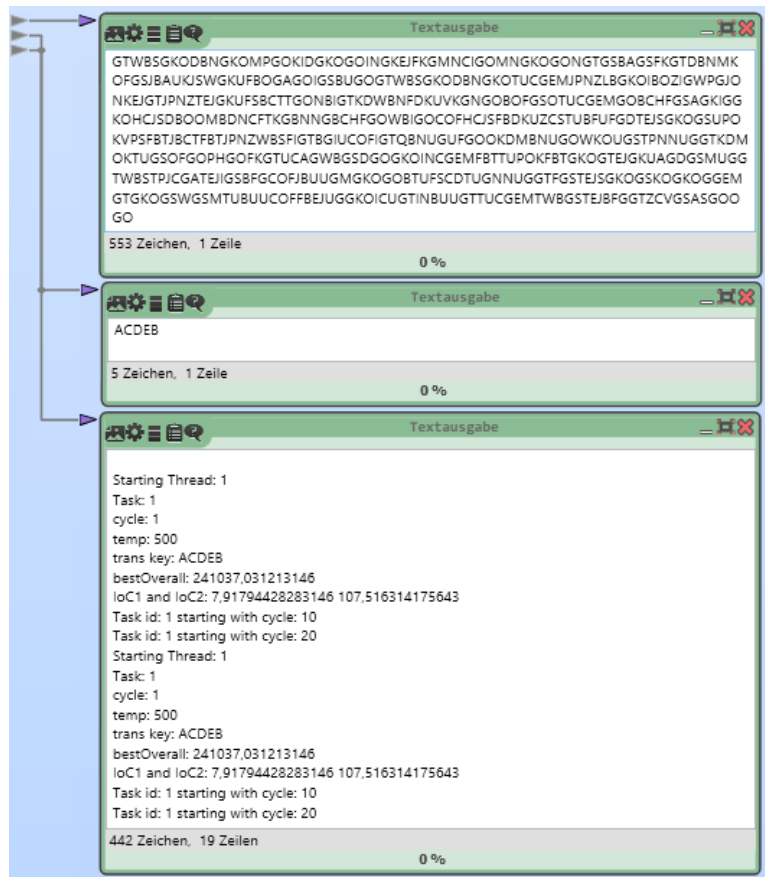 Textausgabe
GTWBSGKODBNGKOMPGOKIDGKOGOINGKEJFKGMNCIGOMNGKOGONGTGSBAGSFKGTDBNMK
OFGSJBAUKJSWGKUFBOGAGOIGSBUGOGTWBSGKODBNGKOTUCGEMJPNZLBGKOIBOZIGWPGJO
NKEJGTJPNZTEJGKUFSBCTTGONBIGTKDWBNFDKUVKGNGOBOFGSOTUCGEMGOBCHFGSAGKIGG
KOHCJSDBOOMBDNCFTKGBNNGBCHFGOWBIGOCOFHCJSFBDKUZCSTUBFUFGDTEJSGKOGSUPO
KVPSFBTJBCTFBTJPNZWBSFIGTBGIUCOFIGTQBNUGUFGOOKDMBNUGOWKOUGSTPNNUGGTKDM
OKTUGSOFGOPHGOFKGTUCAGWBGSDGOGKOINCGEMFBTTUPOKFBTGKOGTEJGKUAGDGSMUGG
TWBSTPJCGATEJIGSBFGCOFJBUUGMGKOGOBTUFSCDTUGNNUGGTFGSTEJSGKOGSKOGKOGGEM
GTGKOGSWGSMTUBUUCOFFBEJUGGKOICUGTINBUUGTTUCGEMTWBGSTEJBFGGTZCVGSASGOO
GO
553 Zeichen, 1 Zeile
0 %
Textausgabe
ACDEB
5 Zeichen, 1 Zeile
0 %
Textausgabe
Starting Thread: 1
Task: 1
cycle: 1
temp: 500
trans key: ACDEB
bestOverall: 241037,031213146
IoC1 and IoC2: 7,91794428283146 107,516314175643
Task id: 1 starting with cycle: 10
Task id: 1 starting with cycle: 20
Starting Thread: 1
Task: 1
cycle: 1
temp: 500
trans key: ACDEB
bestOverall: 241037,031213146
IoC1 and IoC2: 7,91794428283146 107,516314175643
Task id: 1 starting with cycle: 10
Task id: 1 starting with cycle: 20
442 Zeichen, 19 Zeilen
0 %